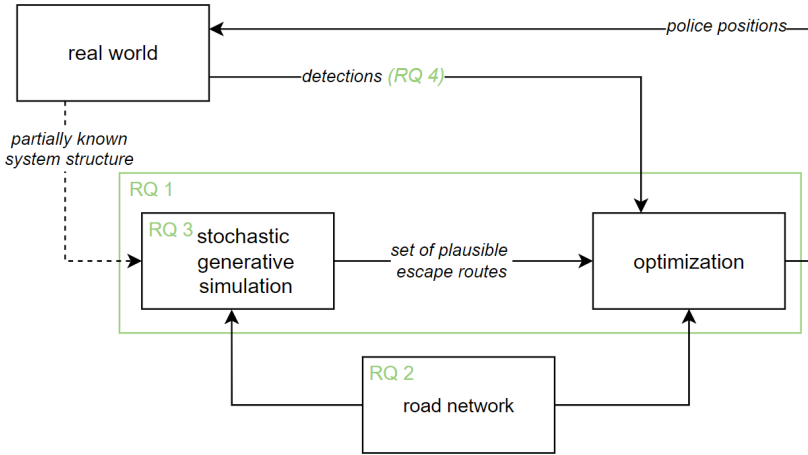 real world
police positions
detections (RQ 4)
partially known
system structure
RQ 1
RQ 3
stochastic
generative
simulation
set of plausible
escape routes
optimization
RQ 2
road network